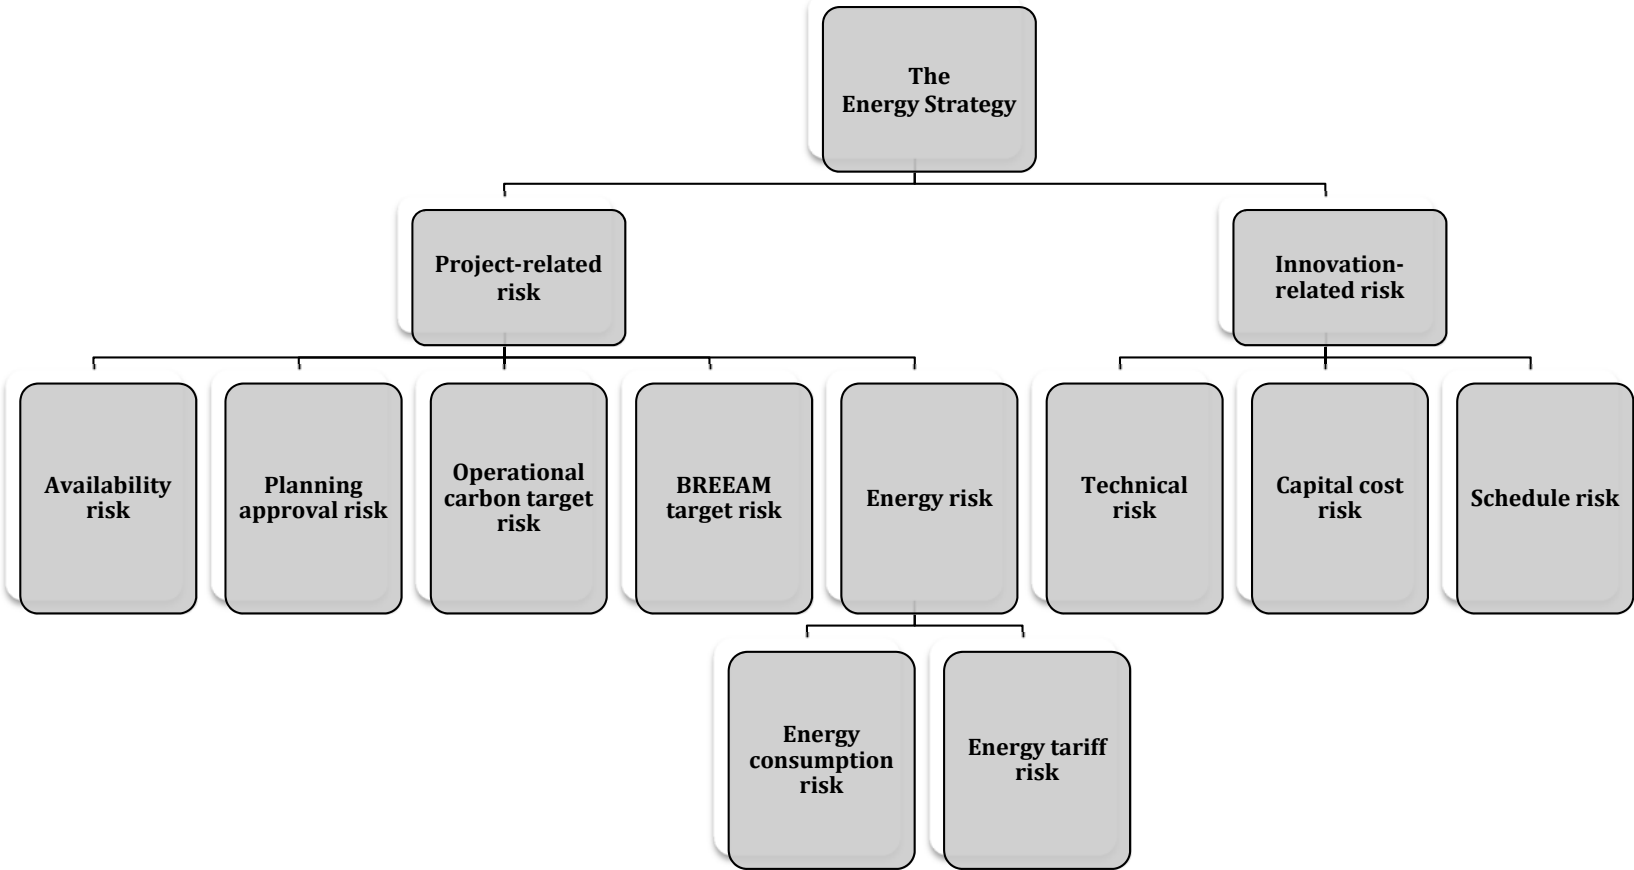 The
Energy Strategy
Project-related
risk
Innovation-
related risk
Availability
risk
Planning
approval risk
Operational
carbon target
risk
BREEAM
target risk
Energy risk
Technical
risk
Capital cost
risk
Schedule risk
Energy
consumption
risk
Energy tariff
risk